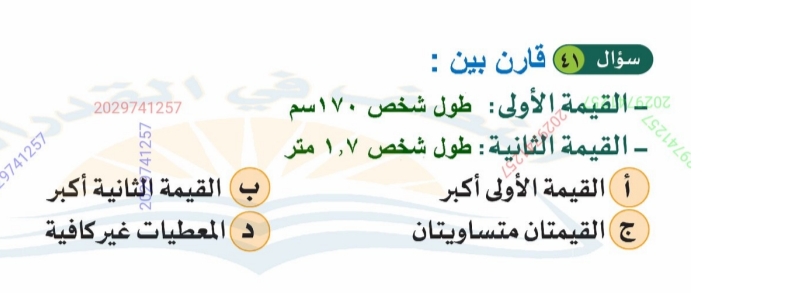 سؤال ٤١ قارن بين :
– القيمة الأولى: طول شخص ١٧٠سم
– القيمة الثانية: طول شخص ١,٧ متر
أ القيمة الأولى أكبر
ب القيمة الثانية أكبر
ج القيمتان متساويتان
د المعطيات غير كافية
2029741257
2029741257